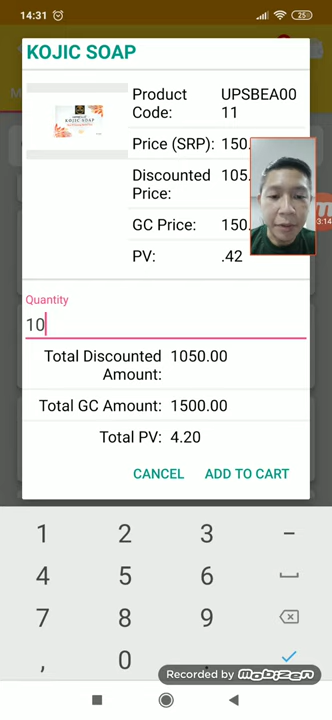 14:31
25
KOJIC SOAP
KOJIC SOAP
Product Code: UPSBEA00
11
Price (SRP): 150.
Discounted Price: 105.
GC Price: 150.
PV: .42
3:14
Quantity
10
Total Discounted Amount: 1050.00
Total GC Amount: 1500.00
Total PV: 4.20
CANCEL ADD TO CART
1 2 3 –
4 5 6
7 8 9
, 0 .
Recorded by MOBIZEN